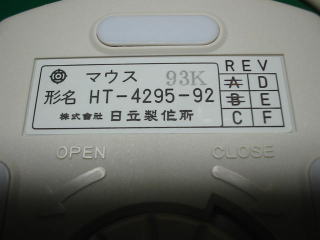 マウス 93K
形名 HT-4295-92
株式會社 日立製作所
REV
A D
B E
C F
OPEN CLOSE